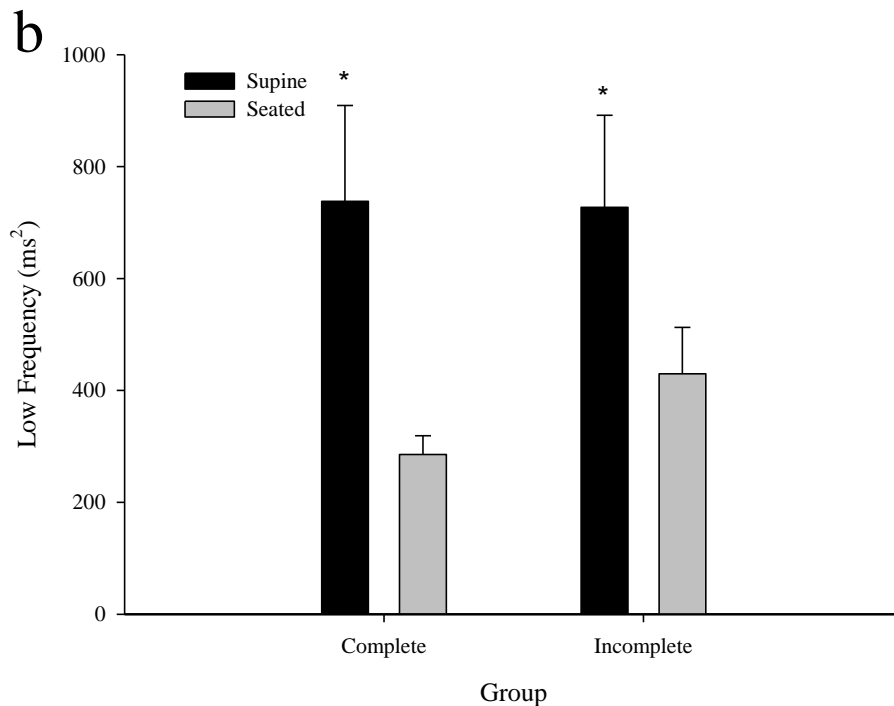 b
1000
800
600
400
200
0
Low Frequency (ms²)
Supine
Seated
*
*
Complete Incomplete
Group